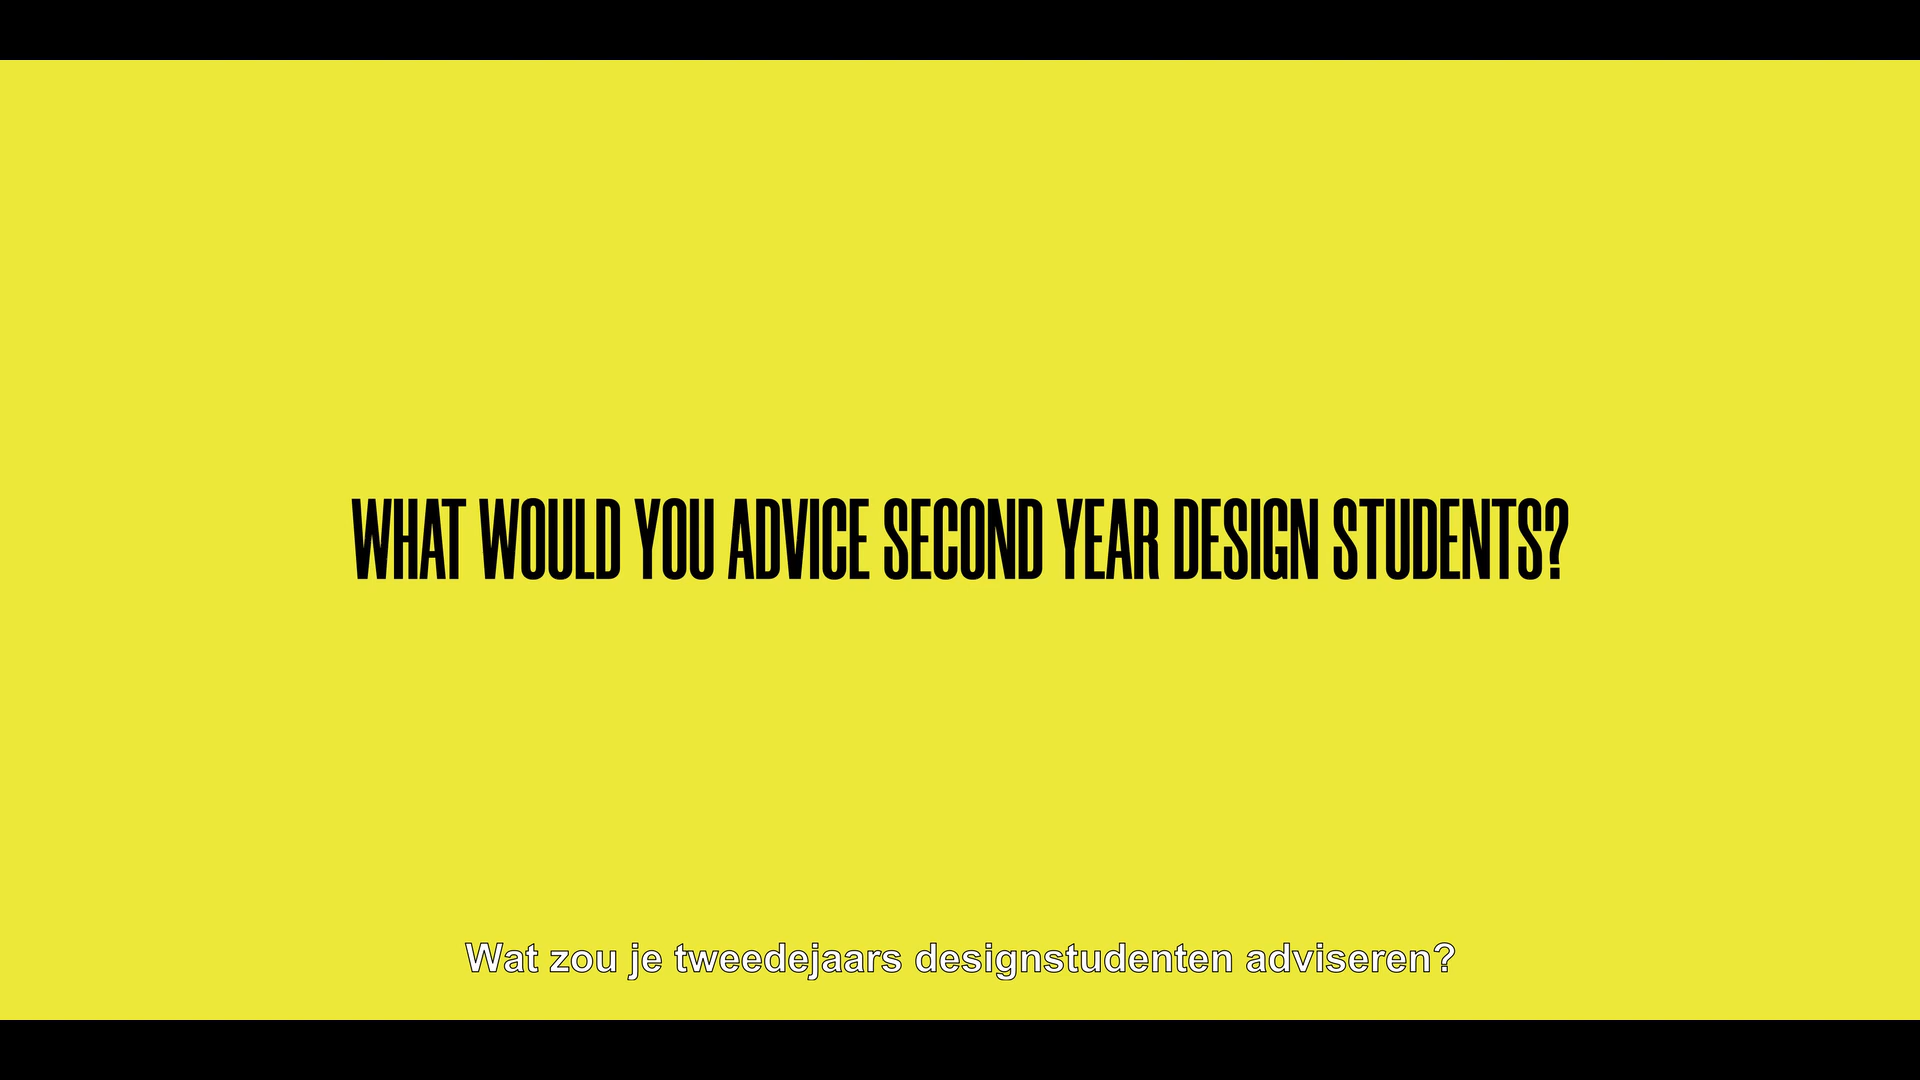 WHAT WOULD YOU ADVICE SECOND YEAR DESIGN STUDENTS?
Wat zou je tweedejaars designstudenten adviseren?